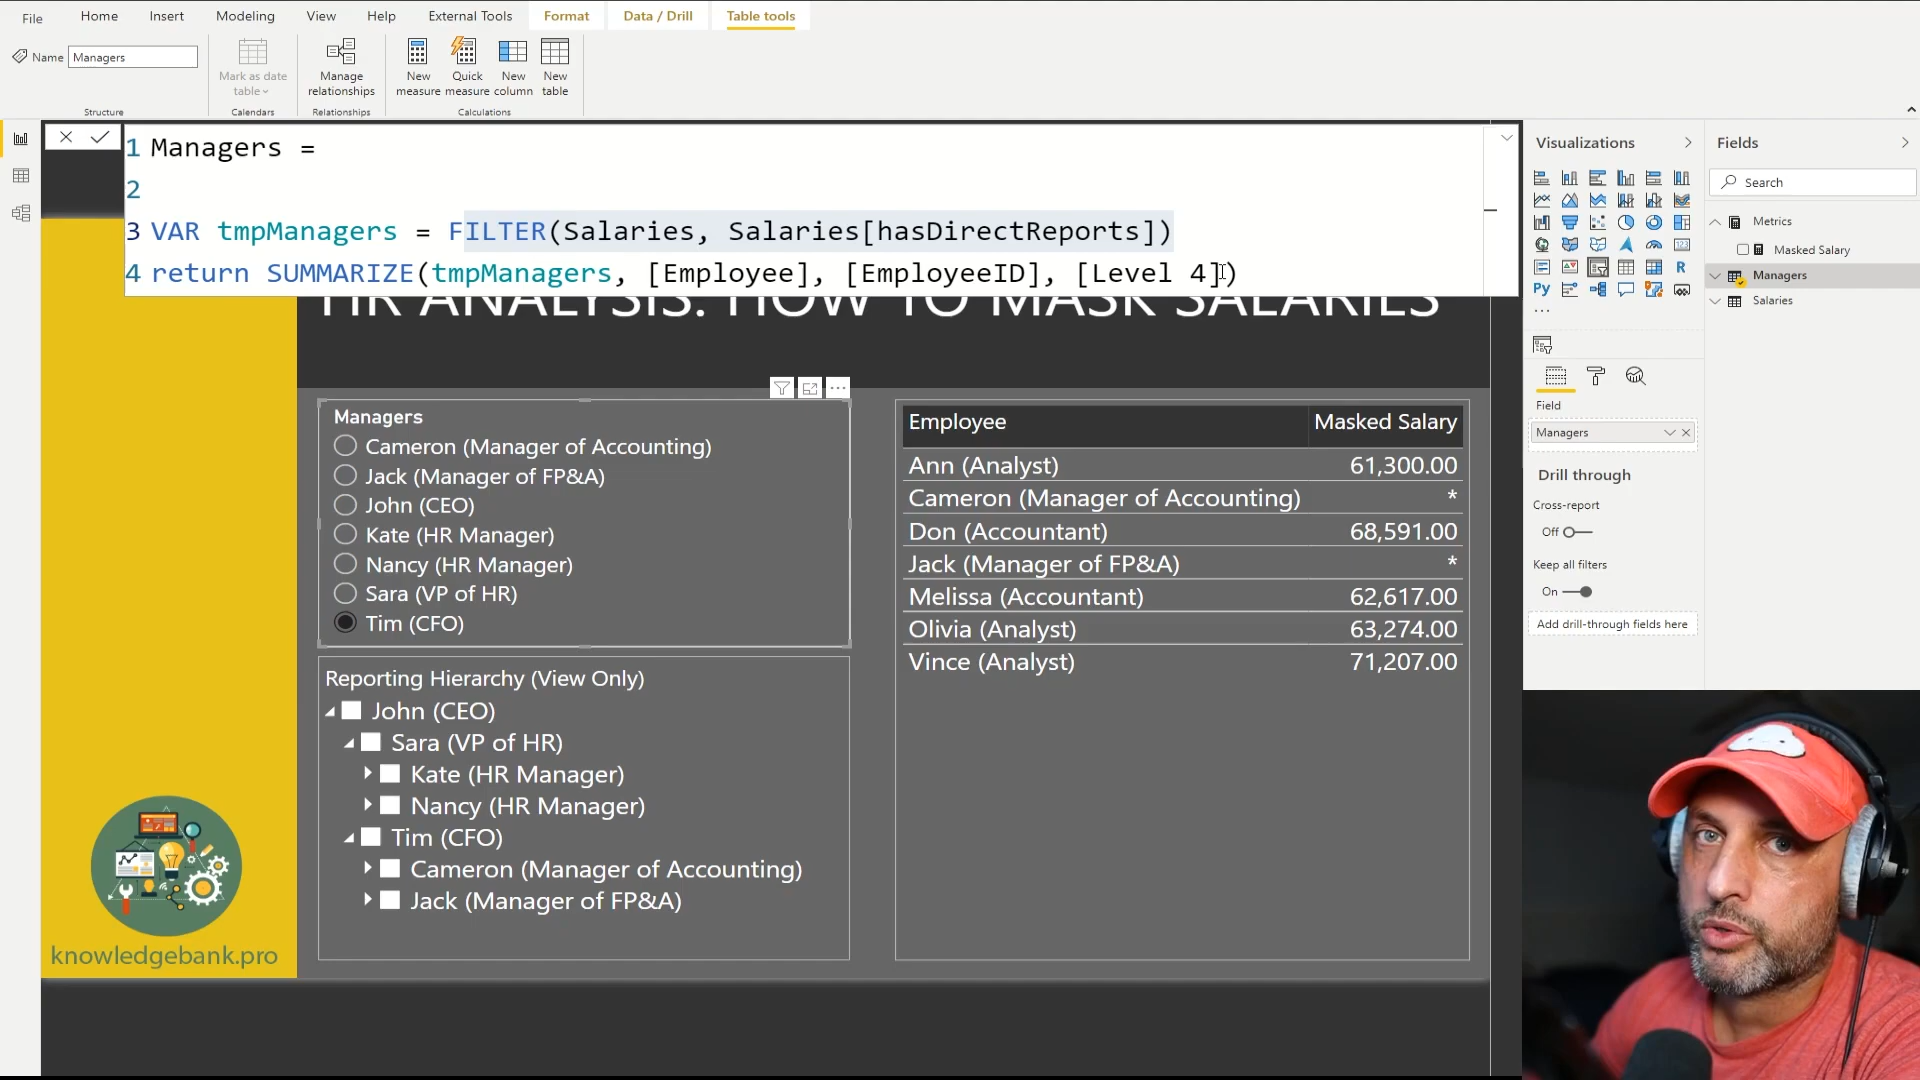 File Home Insert Modeling View Help External Tools Format Data / Drill Table tools
Name Managers
Mark as date table
Manage relationships
New measure
Quick measure
New column
New table
Structure Calendars Relationships Calculations
1 Managers =
2
3 VAR tmpManagers = FILTER(Salaries, Salaries[hasDirectReports])
4 return SUMMARIZE(tmpManagers, [Employee], [EmployeeID], [Level 4])
HR ANALYSIS: HOW TO MASK SALARIES
Managers
Cameron (Manager of Accounting)
Jack (Manager of FP&A)
John (CEO)
Kate (HR Manager)
Nancy (HR Manager)
Sara (VP of HR)
Tim (CFO)
Reporting Hierarchy (View Only)
John (CEO)
Sara (VP of HR)
Kate (HR Manager)
Nancy (HR Manager)
Tim (CFO)
Cameron (Manager of Accounting)
Jack (Manager of FP&A)
Employee Masked Salary
Ann (Analyst) 61,300.00
Cameron (Manager of Accounting) *
Don (Accountant) 68,591.00
Jack (Manager of FP&A) *
Melissa (Accountant) 62,617.00
Olivia (Analyst) 63,274.00
Vince (Analyst) 71,207.00
knowledgebank.pro
Visualizations
R
Py
...
Field
Managers
Drill through
Cross-report
Off
Keep all filters
On
Add drill-through fields here
Fields
Search
Metrics
Masked Salary
Managers
Salaries